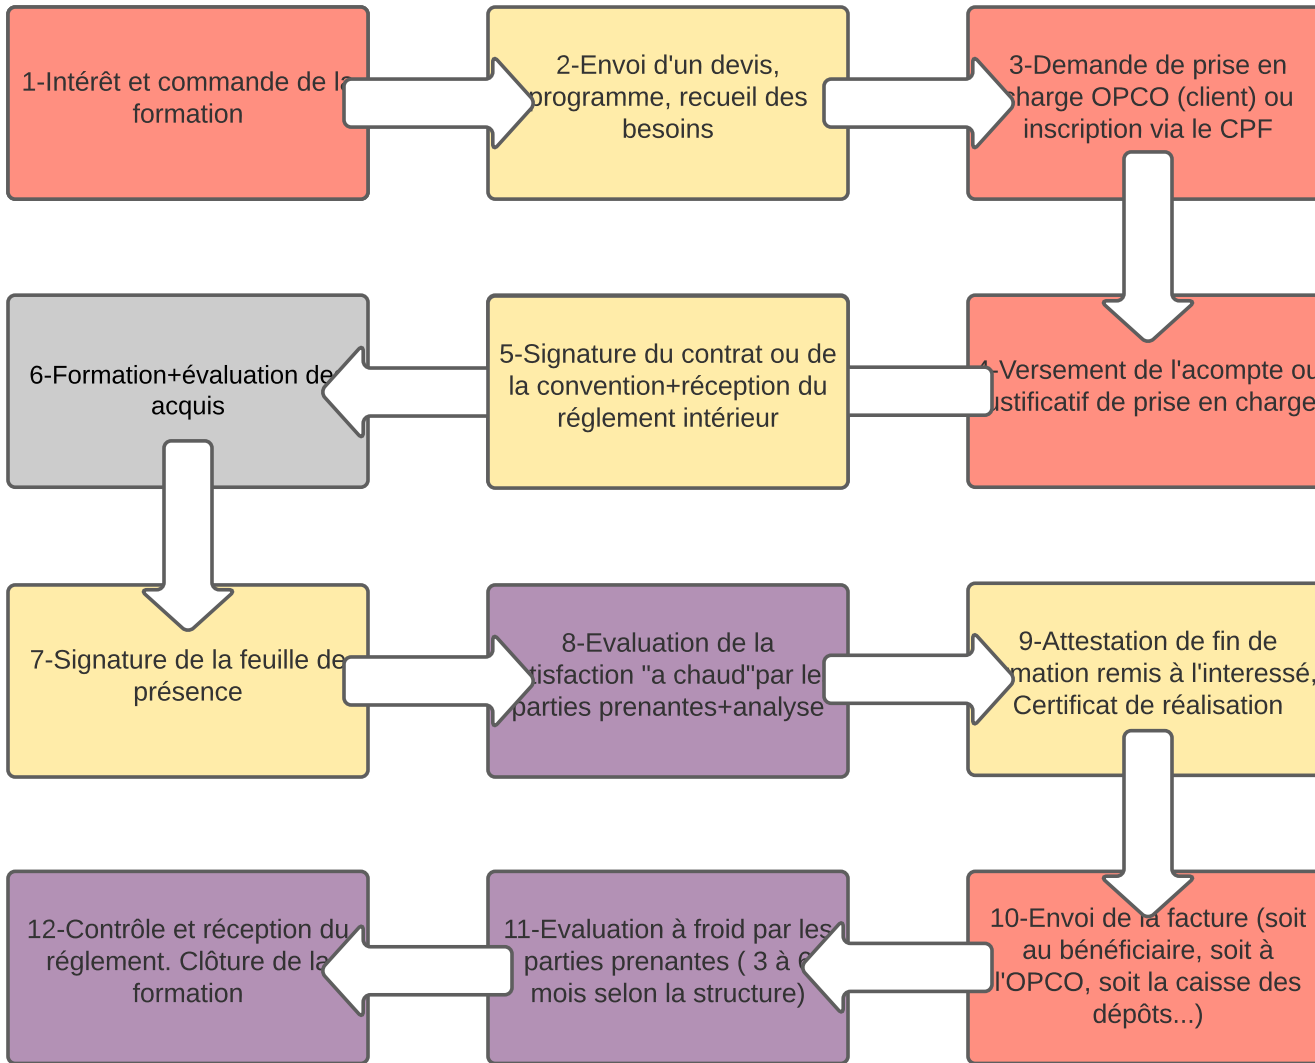 1-Intérêt et commande de la
formation
2-Envoi d'un devis,
programme, recueil des
besoins
3-Demande de prise en
charge OPCO (client) ou
inscription via le CPF
4-Versement de l'acompte ou
justificatif de prise en charge
5-Signature du contrat ou de
la convention+réception du
réglement intérieur
6-Formation+évaluation de
acquis
7-Signature de la feuille de
présence
8-Evaluation de la
satisfaction "a chaud"par le
parties prenantes+analyse
9-Attestation de fin de
formation remis à l'interessé,
Certificat de réalisation
10-Envoi de la facture (soit
au bénéficiaire, soit à
l'OPCO, soit la caisse des
dépôts...)
11-Evaluation à froid par les
parties prenantes ( 3 à 6
mois selon la structure)
12-Contrôle et réception du
réglement. Clôture de la
formation